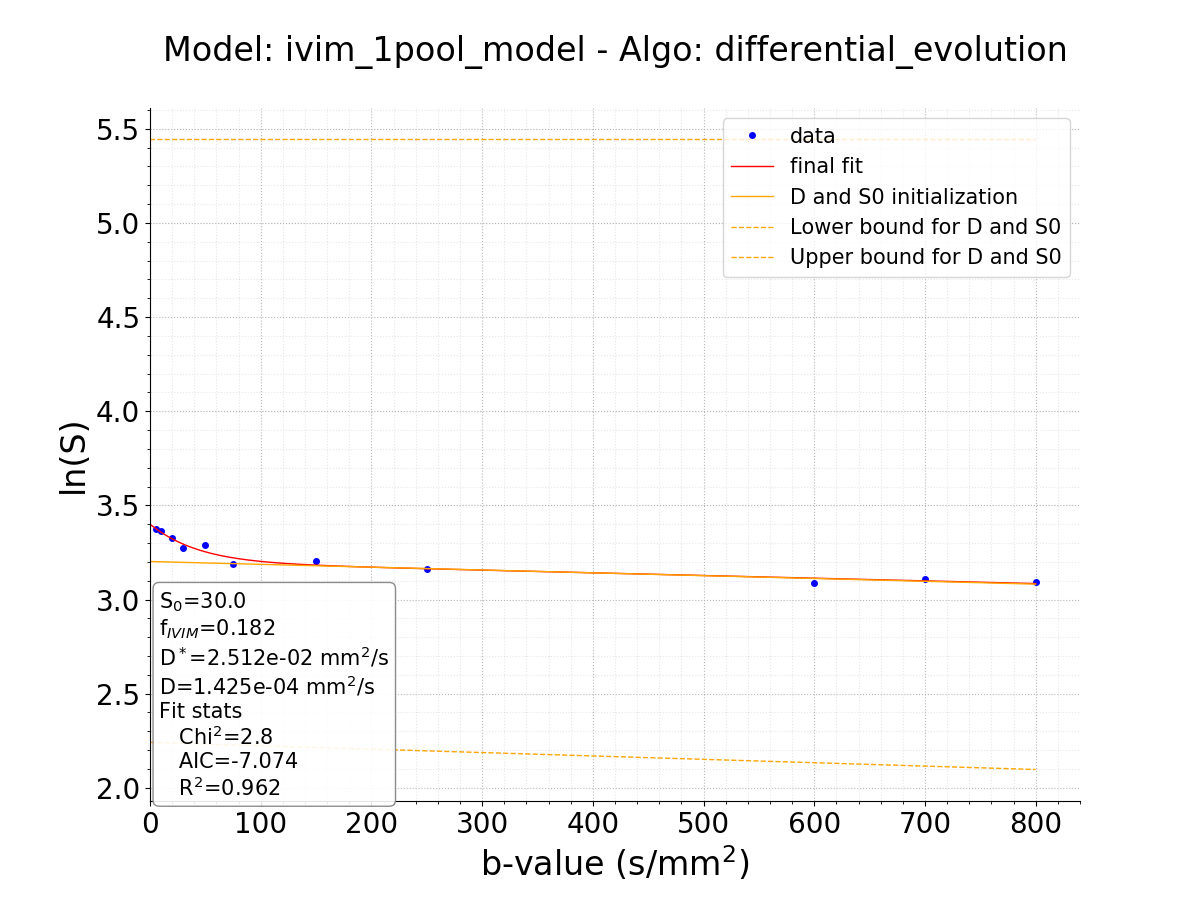 Model: ivim_1pool_model - Algo: differential_evolution
data
final fit
D and S0 initialization
Lower bound for D and S0
Upper bound for D and S0
5.5
5.0
4.5
4.0
3.5
3.0
2.5
2.0
ln(S)
S₀=30.0
f_IVIM=0.182
D*=2.512e-02 mm²/s
D=1.425e-04 mm²/s
Fit stats
Chi²=2.8
AIC=-7.074
R²=0.962
0 100 200 300 400 500 600 700 800
b-value (s/mm²)